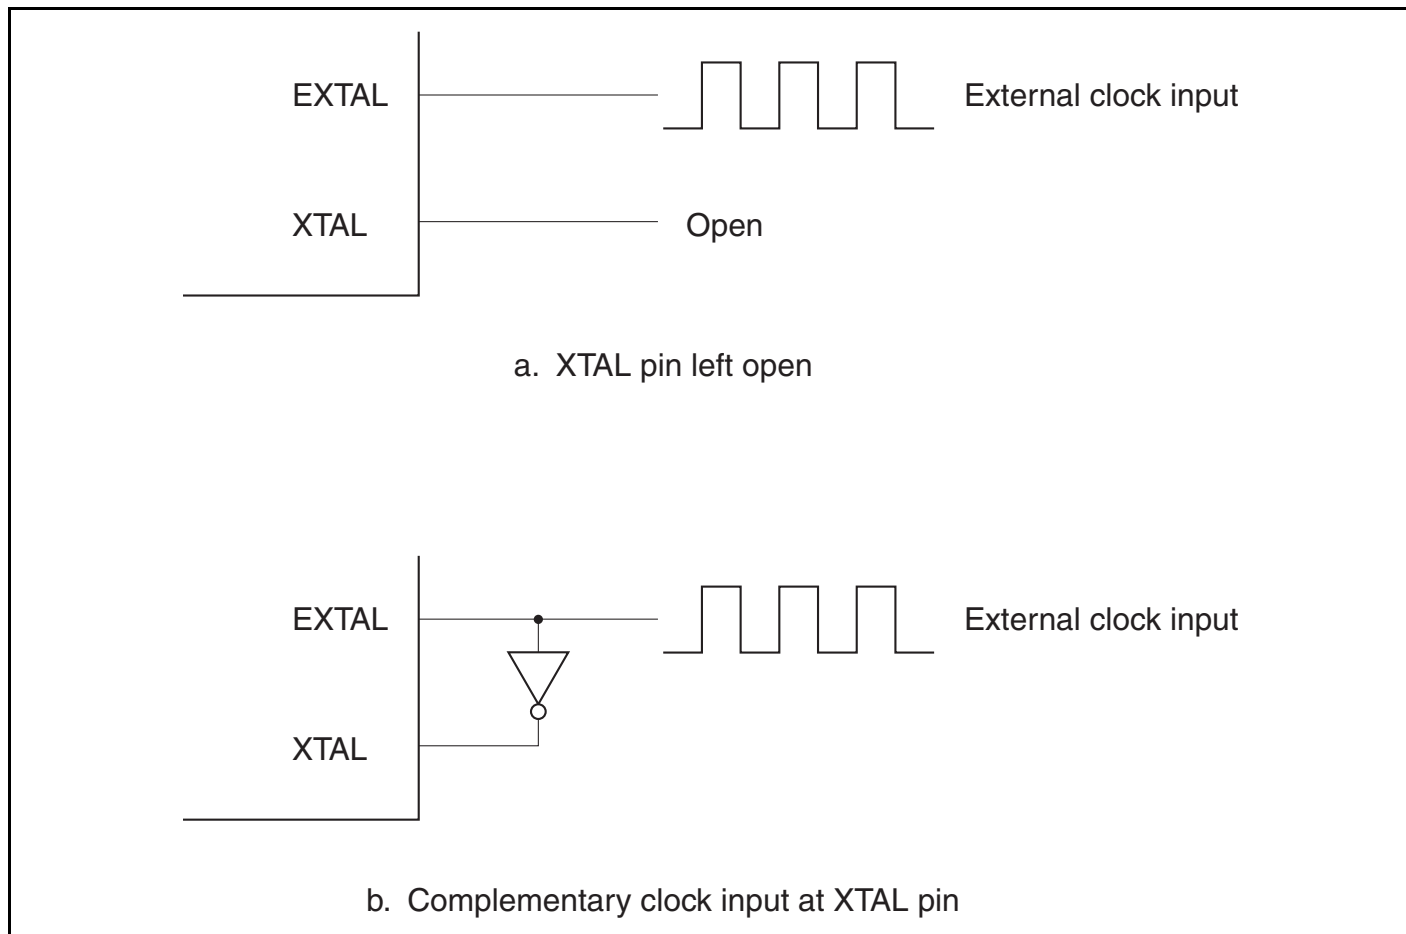 EXTAL
External clock input
XTAL
Open
a. XTAL pin left open
EXTAL
External clock input
XTAL
b. Complementary clock input at XTAL pin